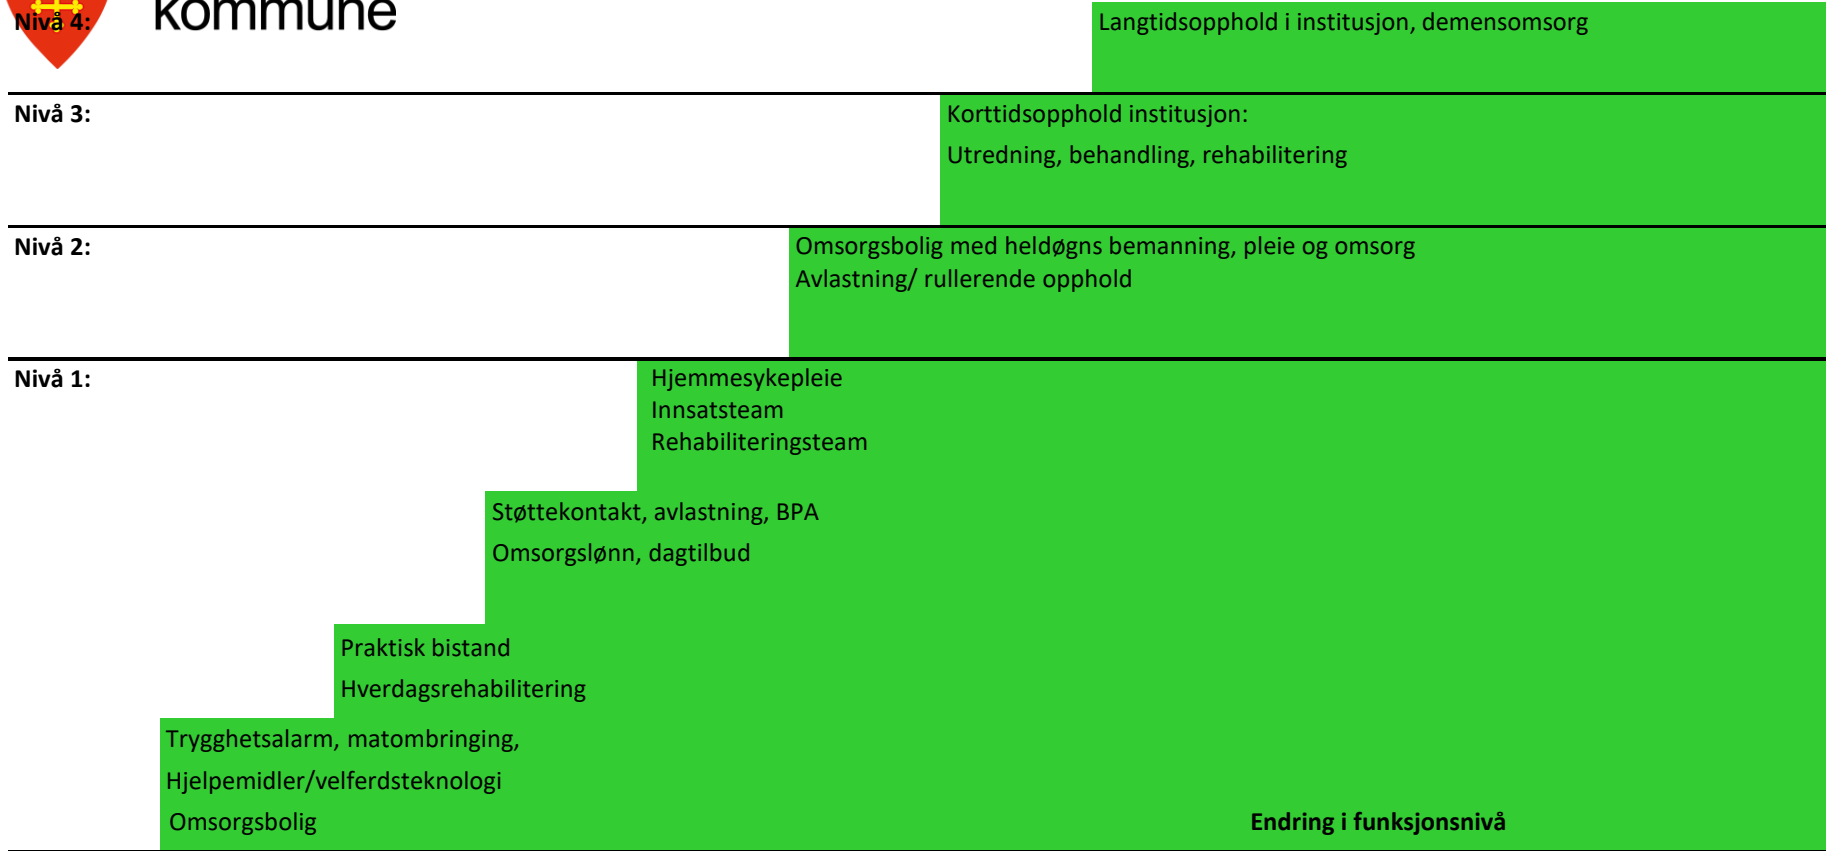 kommune
Nivå 4:
Langtidsopphold i institusjon, demensomsorg
Nivå 3:
Korttidsopphold institusjon:
Utredning, behandling, rehabilitering
Nivå 2:
Omsorgsbolig med heldøgns bemanning, pleie og omsorg
Avlastning/ rullerende opphold
Nivå 1:
Hjemmesykepleie
Innsatsteam
Rehabiliteringsteam
Støttekontakt, avlastning, BPA
Omsorgslønn, dagtilbud
Praktisk bistand
Hverdagsrehabilitering
Trygghetsalarm, matombringing,
Hjelpemidler/velferdsteknologi
Omsorgsbolig
Endring i funksjonsnivå